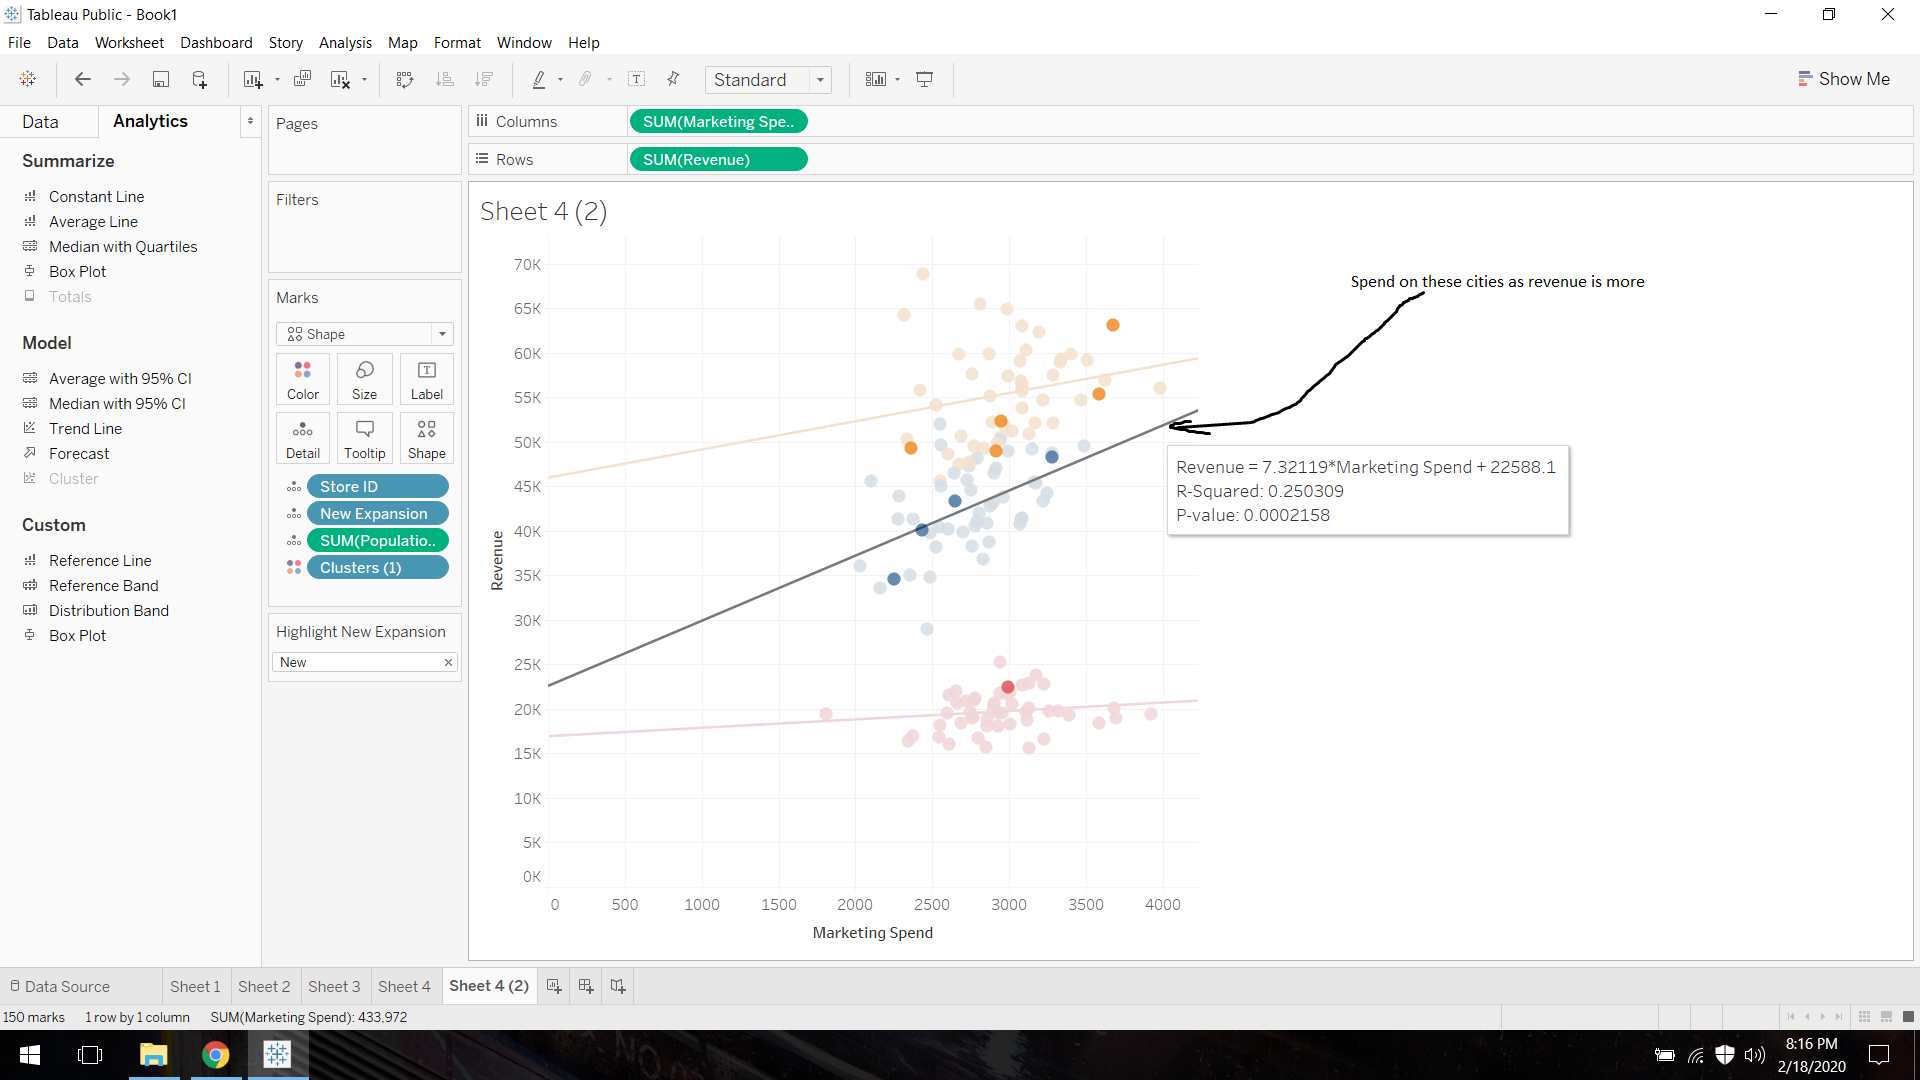 Tableau Public - Book1
File Data Worksheet Dashboard Story Analysis Map Format Window Help
Standard
Show Me
Data Analytics
Summarize
Constant Line
Average Line
Median with Quartiles
Box Plot
Totals
Model
Average with 95% CI
Median with 95% CI
Trend Line
Forecast
Cluster
Custom
Reference Line
Reference Band
Distribution Band
Box Plot
Pages
Filters
Marks
Shape
Color Size Label
Detail Tooltip Shape
Store ID
New Expansion
SUM(Populatio..
Clusters (1)
Highlight New Expansion
New
Columns SUM(Marketing Spe..
Rows SUM(Revenue)
Sheet 4 (2)
Spend on these cities as revenue is more
70K
65K
60K
55K
50K
45K
40K
35K
30K
25K
20K
15K
10K
5K
0K
Revenue
Revenue = 7.32119*Marketing Spend + 22588.1
R-Squared: 0.250309
P-value: 0.0002158
0 500 1000 1500 2000 2500 3000 3500 4000
Marketing Spend
Data Source Sheet 1 Sheet 2 Sheet 3 Sheet 4 Sheet 4 (2)
150 marks 1 row by 1 column SUM(Marketing Spend): 433,972
8:16 PM
2/18/2020